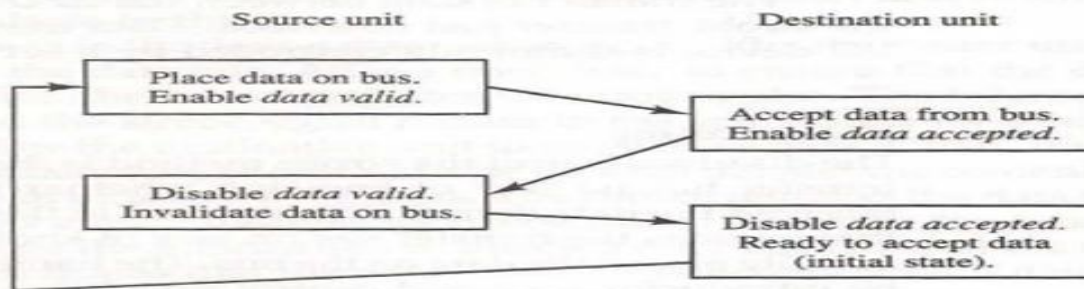 Source unit
Destination unit
Place data on bus.
Enable data valid.
Accept data from bus.
Enable data accepted.
Disable data valid.
Invalidate data on bus.
Disable data accepted.
Ready to accept data
(initial state).